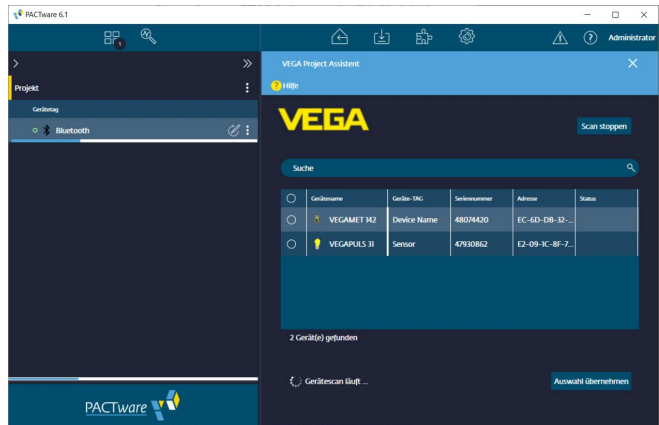 PACTware 6.1
1
Administrator
Projekt
Gerätetag
Bluetooth
VEGA Project Assistent
Hilfe
VEGA
Scan stoppen
Suche
Gerätename Geräte-TAG Seriennummer Adresse Status
VEGAMET 142 Device Name 48074420 EC-6D-DB-32-...
VEGAPULS 31 Sensor 47930862 E2-09-1C-8F-7...
2 Gerät(e) gefunden
Gerätescan läuft ...
Auswahl übernehmen
PACTware